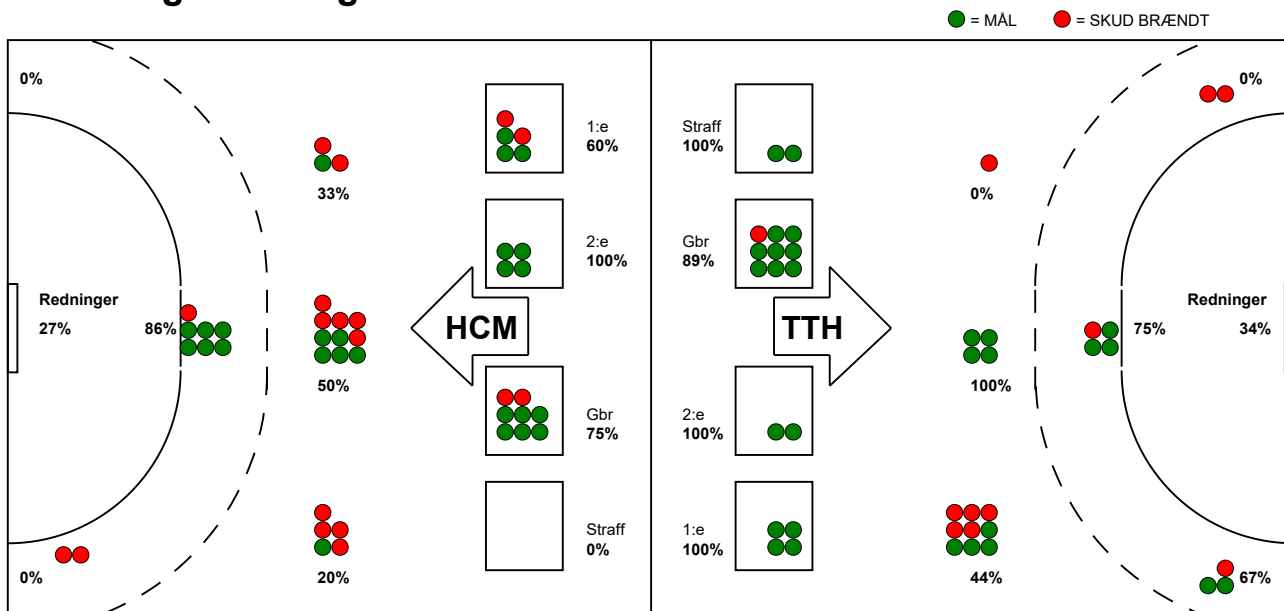 = MÅL = SKUD BRÆNDT
0%
33%
1:e
60%
2:e
100%
Redninger
27%
86%
50%
HCM
Gbr
75%
Straff
0%
20%
0%
Straff
100%
Gbr
89%
TTH
2:e
100%
1:e
100%
0%
0%
100%
75%
Redninger
34%
44%
67%